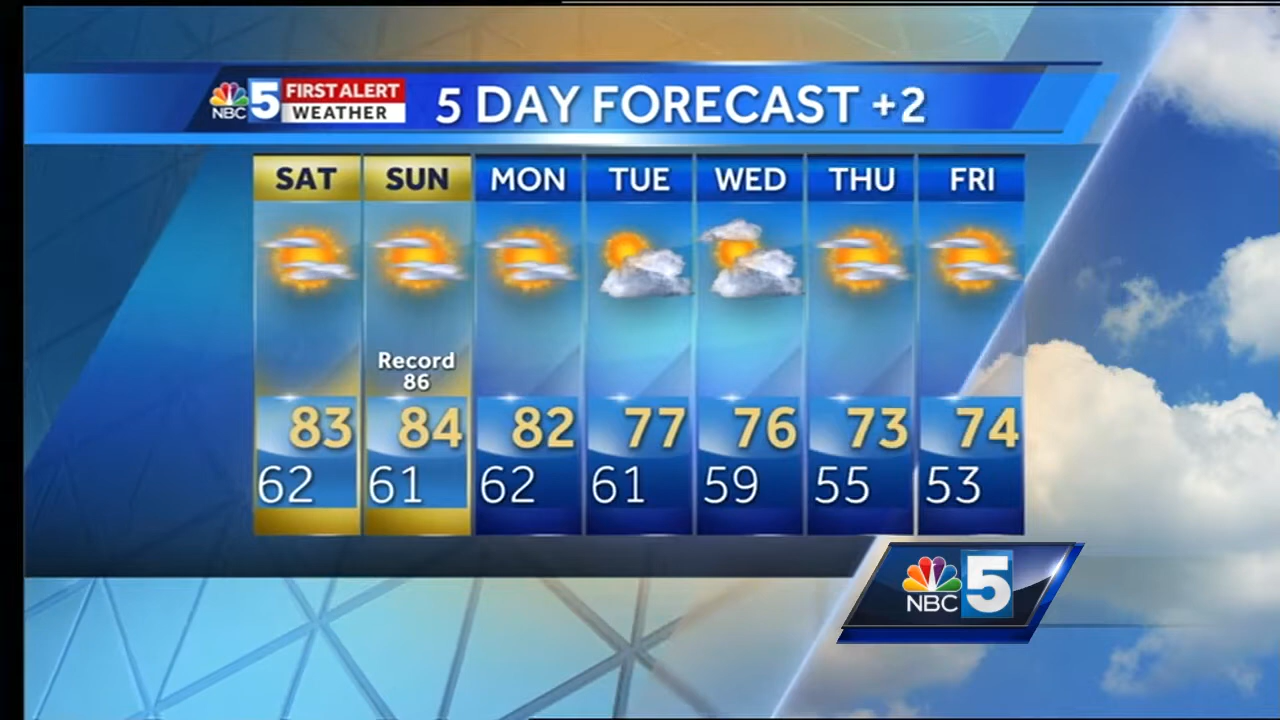 NBC 5 FIRST ALERT WEATHER
5 DAY FORECAST +2
SAT SUN MON TUE WED THU FRI
Record
86
83 84 82 77 76 73 74
62 61 62 61 59 55 53
NBC 5